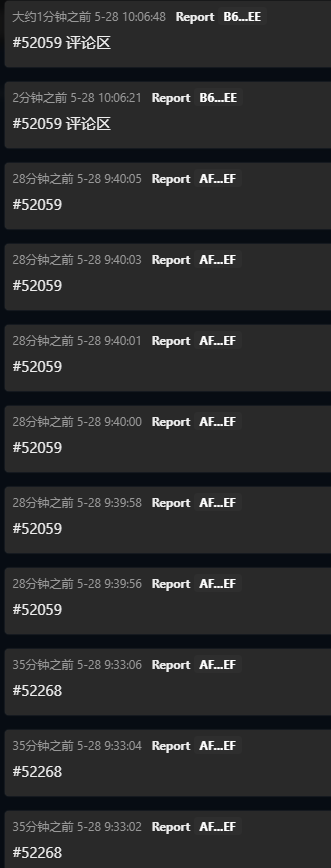 大约1分钟之前 5-28 10:06:48 Report B6...EE
#52059 评论区
2分钟之前 5-28 10:06:21 Report B6...EE
#52059 评论区
28分钟之前 5-28 9:40:05 Report AF...EF
#52059
28分钟之前 5-28 9:40:03 Report AF...EF
#52059
28分钟之前 5-28 9:40:01 Report AF...EF
#52059
28分钟之前 5-28 9:40:00 Report AF...EF
#52059
28分钟之前 5-28 9:39:58 Report AF...EF
#52059
28分钟之前 5-28 9:39:56 Report AF...EF
#52059
35分钟之前 5-28 9:33:06 Report AF...EF
#52268
35分钟之前 5-28 9:33:04 Report AF...EF
#52268
35分钟之前 5-28 9:33:02 Report AF...EF
#52268